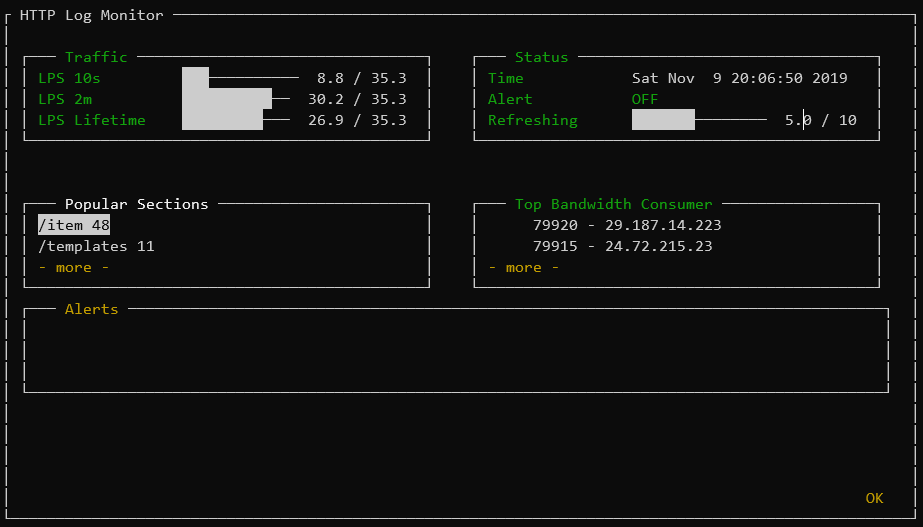 HTTP Log Monitor
Traffic
LPS 10s 8.8 / 35.3
LPS 2m 30.2 / 35.3
LPS Lifetime 26.9 / 35.3
Status
Time Sat Nov  9 20:06:50 2019
Alert OFF
Refreshing 5.0 / 10
Popular Sections
/item 48
/templates 11
- more -
Top Bandwidth Consumer
79920 - 29.187.14.223
79915 - 24.72.215.23
- more -
Alerts
OK